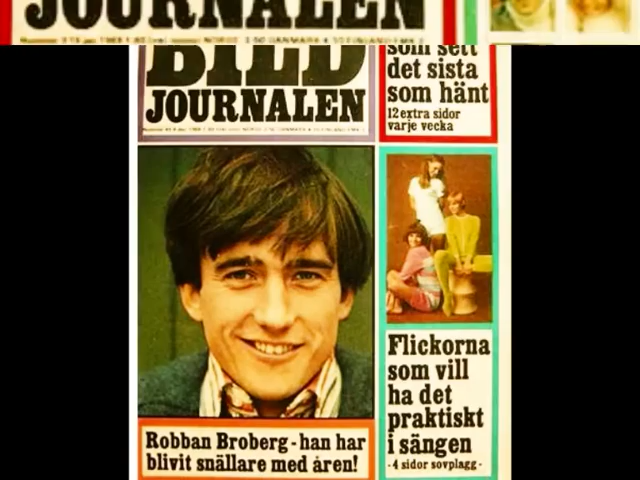 JOURNALEN
BILD
JOURNALEN
som sett
det sista
som hänt
12 extra sidor
varje vecka
Robban Broberg - han har
blivit snällare med åren!
Flickorna
som vill
ha det
praktiskt
i sängen
- 4 sidor sovplagg -